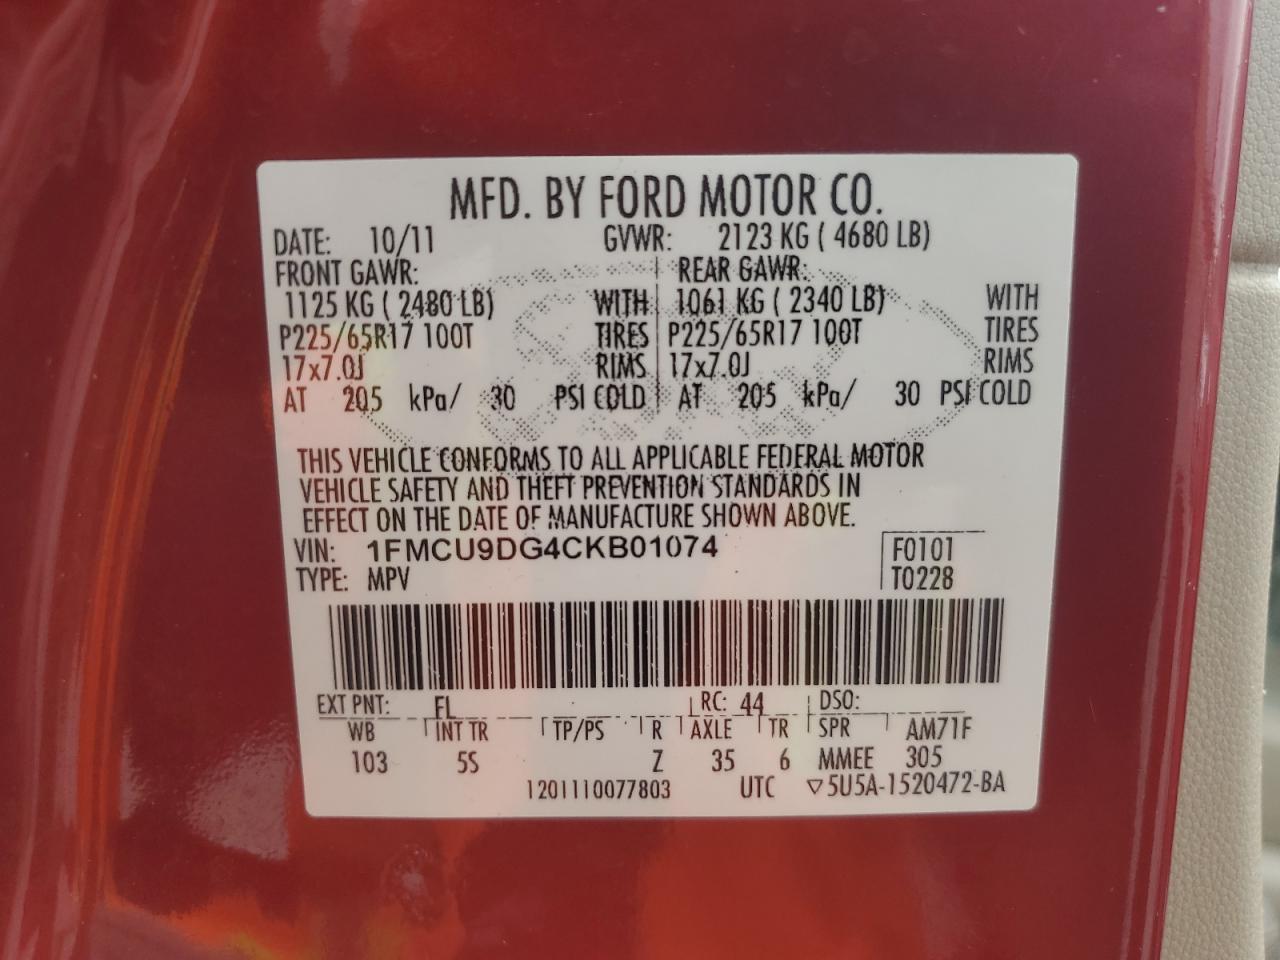 MFD. BY FORD MOTOR CO.
DATE: 10/11 GVWR: 2123 KG ( 4680 LB)
FRONT GAWR: REAR GAWR:
1125 KG ( 2480 LB) WITH 1061 KG ( 2340 LB) WITH
P225/65R17 100T TIRES P225/65R17 100T TIRES
17x7.0J RIMS 17x7.0J RIMS
AT 205 kPa/ 30 PSI COLD AT 205 kPa/ 30 PSI COLD
THIS VEHICLE CONFORMS TO ALL APPLICABLE FEDERAL MOTOR
VEHICLE SAFETY AND THEFT PREVENTION STANDARDS IN
EFFECT ON THE DATE OF MANUFACTURE SHOWN ABOVE.
VIN: 1FMCU9DG4CKB01074 F0101
TYPE: MPV T0228
EXT PNT: FL RC: 44 DSO:
WB INT TR TP/PS R AXLE TR SPR AM71F
103 5S Z 35 6 MMEE 305
1201110077803 UTC ▽5U5A-1520472-BA